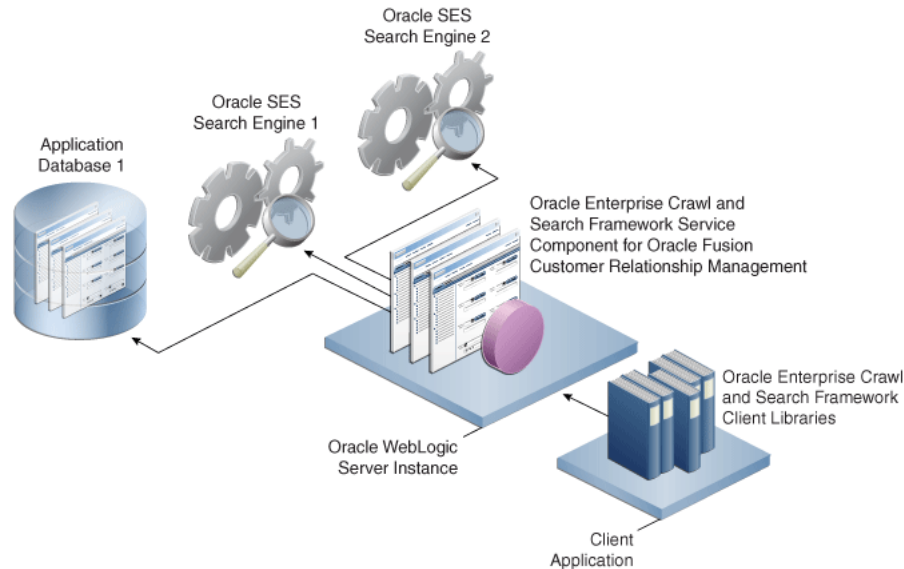 Oracle SES
Search Engine 2
Oracle SES
Search Engine 1
Application
Database 1
Oracle Enterprise Crawl and
Search Framework Service
Component for Oracle Fusion
Customer Relationship Management
Oracle Enterprise Crawl
and Search Framework
Client Libraries
Oracle WebLogic
Server Instance
Client
Application